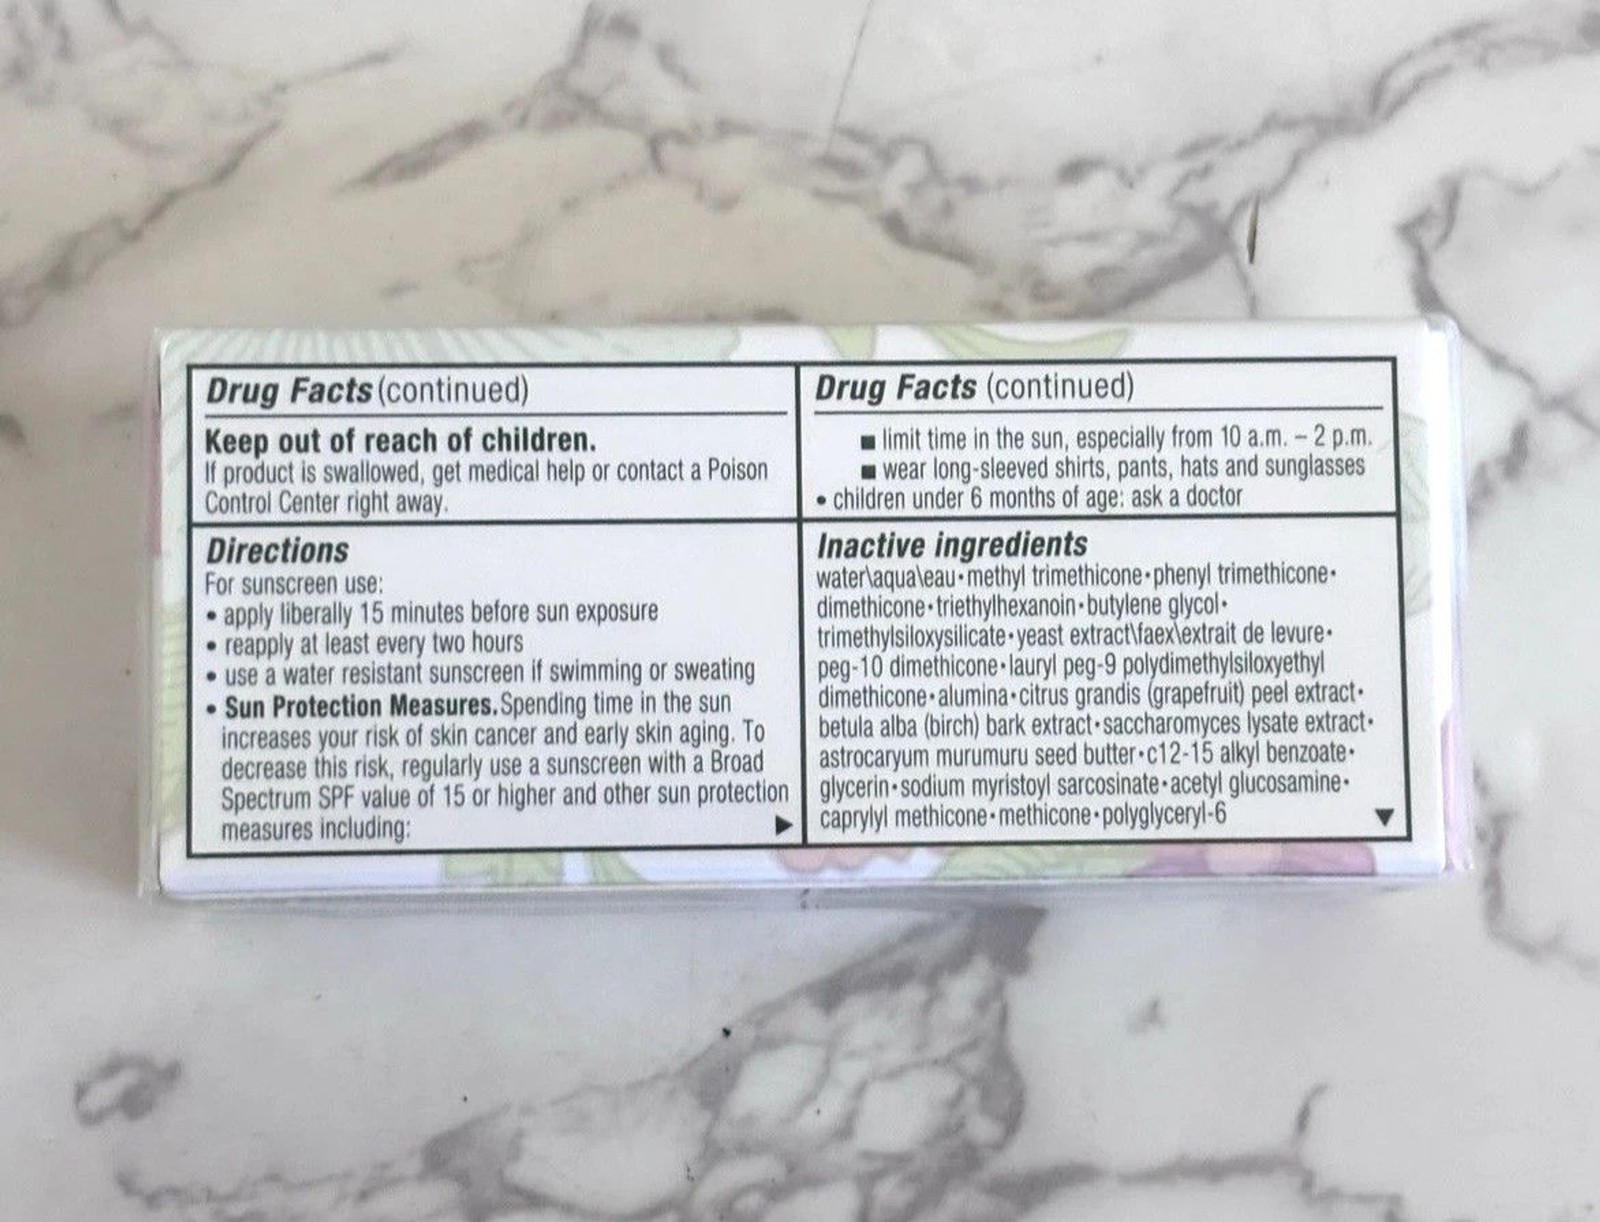 Drug Facts (continued)
Keep out of reach of children.
If product is swallowed, get medical help or contact a Poison
Control Center right away.
Directions
For sunscreen use:
• apply liberally 15 minutes before sun exposure
• reapply at least every two hours
• use a water resistant sunscreen if swimming or sweating
• Sun Protection Measures. Spending time in the sun
increases your risk of skin cancer and early skin aging. To
decrease this risk, regularly use a sunscreen with a Broad
Spectrum SPF value of 15 or higher and other sun protection
measures including: ▶
Drug Facts (continued)
■ limit time in the sun, especially from 10 a.m. – 2 p.m.
■ wear long-sleeved shirts, pants, hats and sunglasses
• children under 6 months of age: ask a doctor
Inactive ingredients
water\aqua\eau•methyl trimethicone•phenyl trimethicone•
dimethicone•triethylhexanoin•butylene glycol•
trimethylsiloxysilicate•yeast extract\faex\extrait de levure•
peg-10 dimethicone•lauryl peg-9 polydimethylsiloxyethyl
dimethicone•alumina•citrus grandis (grapefruit) peel extract•
betula alba (birch) bark extract•saccharomyces lysate extract•
astrocaryum murumuru seed butter•c12-15 alkyl benzoate•
glycerin•sodium myristoyl sarcosinate•acetyl glucosamine•
caprylyl methicone•methicone•polyglyceryl-6 ▼